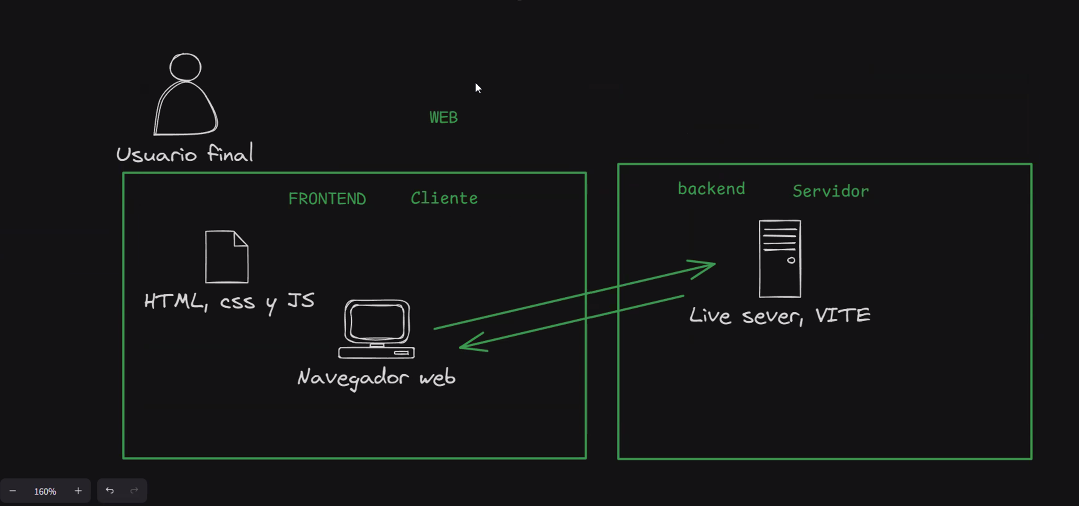 WEB
Usuario final
FRONTEND Cliente
HTML, css y JS
Navegador web
backend Servidor
Live sever, VITE
160%